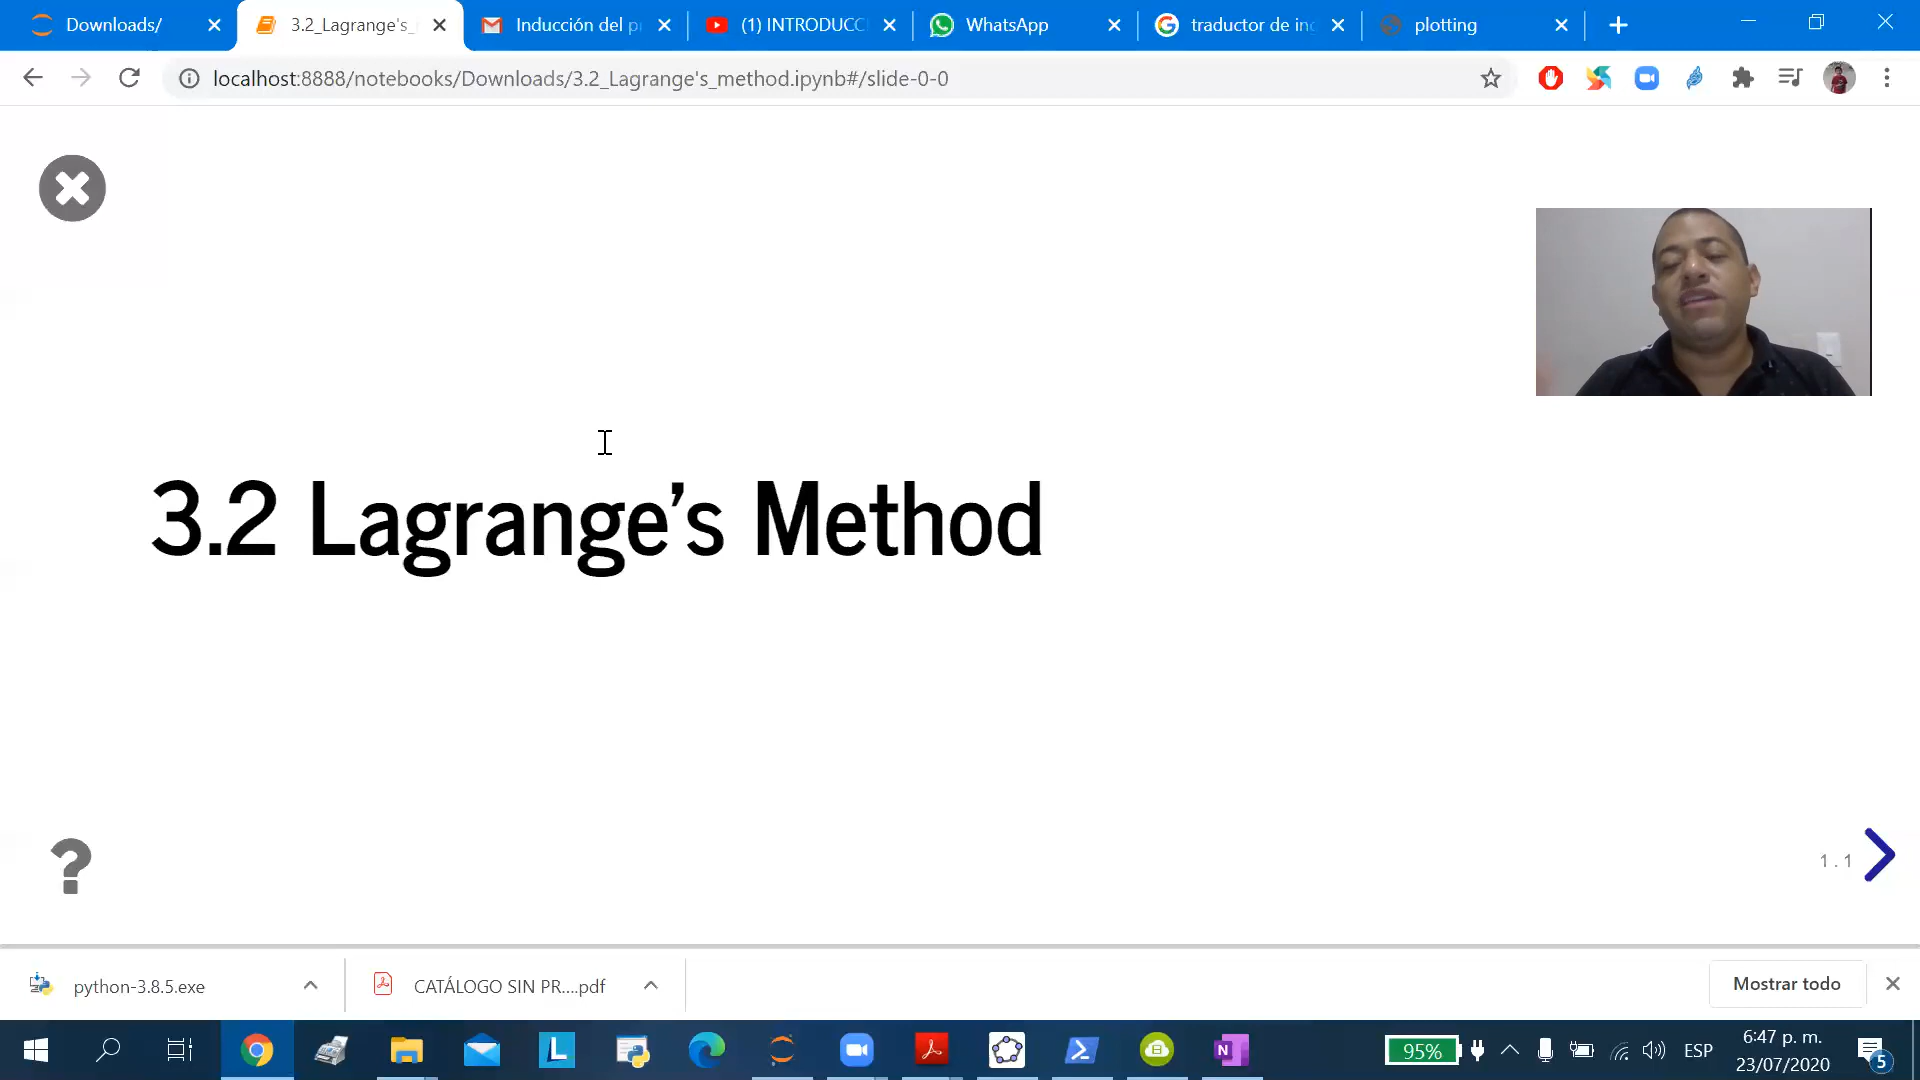 Downloads/
3.2_Lagrange's_
Inducción del p
(1) INTRODUCC
WhatsApp
traductor de in
plotting
localhost:8888/notebooks/Downloads/3.2_Lagrange's_method.ipynb#/slide-0-0
3.2 Lagrange’s Method
?
1 . 1
python-3.8.5.exe
CATÁLOGO SIN PR....pdf
Mostrar todo
L
N
95%
ESP
6:47 p. m.
23/07/2020
5